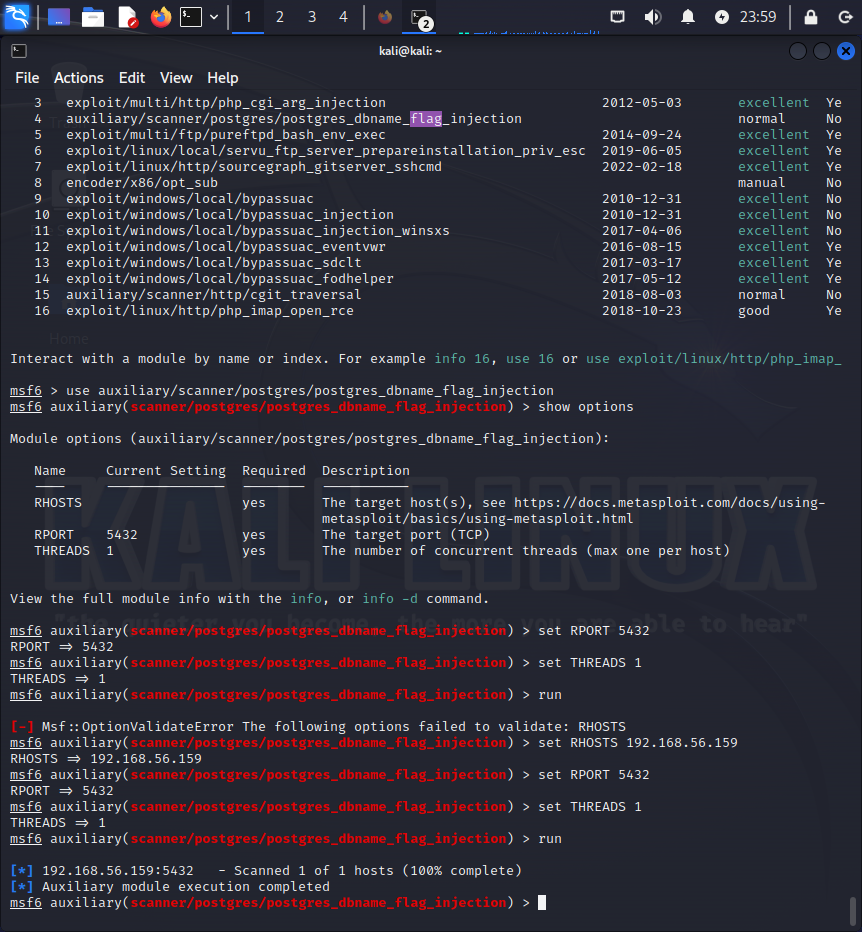 1 2 3 4 2 23:59
kali@kali: ~
File Actions Edit View Help
3 exploit/multi/http/php_cgi_arg_injection 2012-05-03 excellent Ye
4 auxiliary/scanner/postgres/postgres_dbname_flag_injection normal No
5 exploit/multi/ftp/pureftpd_bash_env_exec 2014-09-24 excellent Ye
6 exploit/linux/local/servu_ftp_server_prepareinstallation_priv_esc 2019-06-05 excellent Ye
7 exploit/linux/http/sourcegraph_gitserver_sshcmd 2022-02-18 excellent Ye
8 encoder/x86/opt_sub manual No
9 exploit/windows/local/bypassuac 2010-12-31 excellent No
10 exploit/windows/local/bypassuac_injection 2010-12-31 excellent No
11 exploit/windows/local/bypassuac_injection_winsxs 2017-04-06 excellent No
12 exploit/windows/local/bypassuac_eventvwr 2016-08-15 excellent Ye
13 exploit/windows/local/bypassuac_sdclt 2017-03-17 excellent Ye
14 exploit/windows/local/bypassuac_fodhelper 2017-05-12 excellent Ye
15 auxiliary/scanner/http/cgit_traversal 2018-08-03 normal No
16 exploit/linux/http/php_imap_open_rce 2018-10-23 good Ye
Home
Interact with a module by name or index. For example info 16, use 16 or use exploit/linux/http/php_imap_
msf6 > use auxiliary/scanner/postgres/postgres_dbname_flag_injection
msf6 auxiliary(scanner/postgres/postgres_dbname_flag_injection) > show options
Module options (auxiliary/scanner/postgres/postgres_dbname_flag_injection):
Name Current Setting Required Description
RHOSTS yes The target host(s), see https://docs.metasploit.com/docs/using-
metasploit/basics/using-metasploit.html
RPORT 5432 yes The target port (TCP)
THREADS 1 yes The number of concurrent threads (max one per host)
KALI LINUX
View the full module info with the info, or info -d command.
"the quieter you become, the more you are able to hear"
msf6 auxiliary(scanner/postgres/postgres_dbname_flag_injection) > set RPORT 5432
RPORT => 5432
msf6 auxiliary(scanner/postgres/postgres_dbname_flag_injection) > set THREADS 1
THREADS => 1
msf6 auxiliary(scanner/postgres/postgres_dbname_flag_injection) > run
[-] Msf::OptionValidateError The following options failed to validate: RHOSTS
msf6 auxiliary(scanner/postgres/postgres_dbname_flag_injection) > set RHOSTS 192.168.56.159
RHOSTS => 192.168.56.159
msf6 auxiliary(scanner/postgres/postgres_dbname_flag_injection) > set RPORT 5432
RPORT => 5432
msf6 auxiliary(scanner/postgres/postgres_dbname_flag_injection) > set THREADS 1
THREADS => 1
msf6 auxiliary(scanner/postgres/postgres_dbname_flag_injection) > run
[*] 192.168.56.159:5432 - Scanned 1 of 1 hosts (100% complete)
[*] Auxiliary module execution completed
msf6 auxiliary(scanner/postgres/postgres_dbname_flag_injection) >